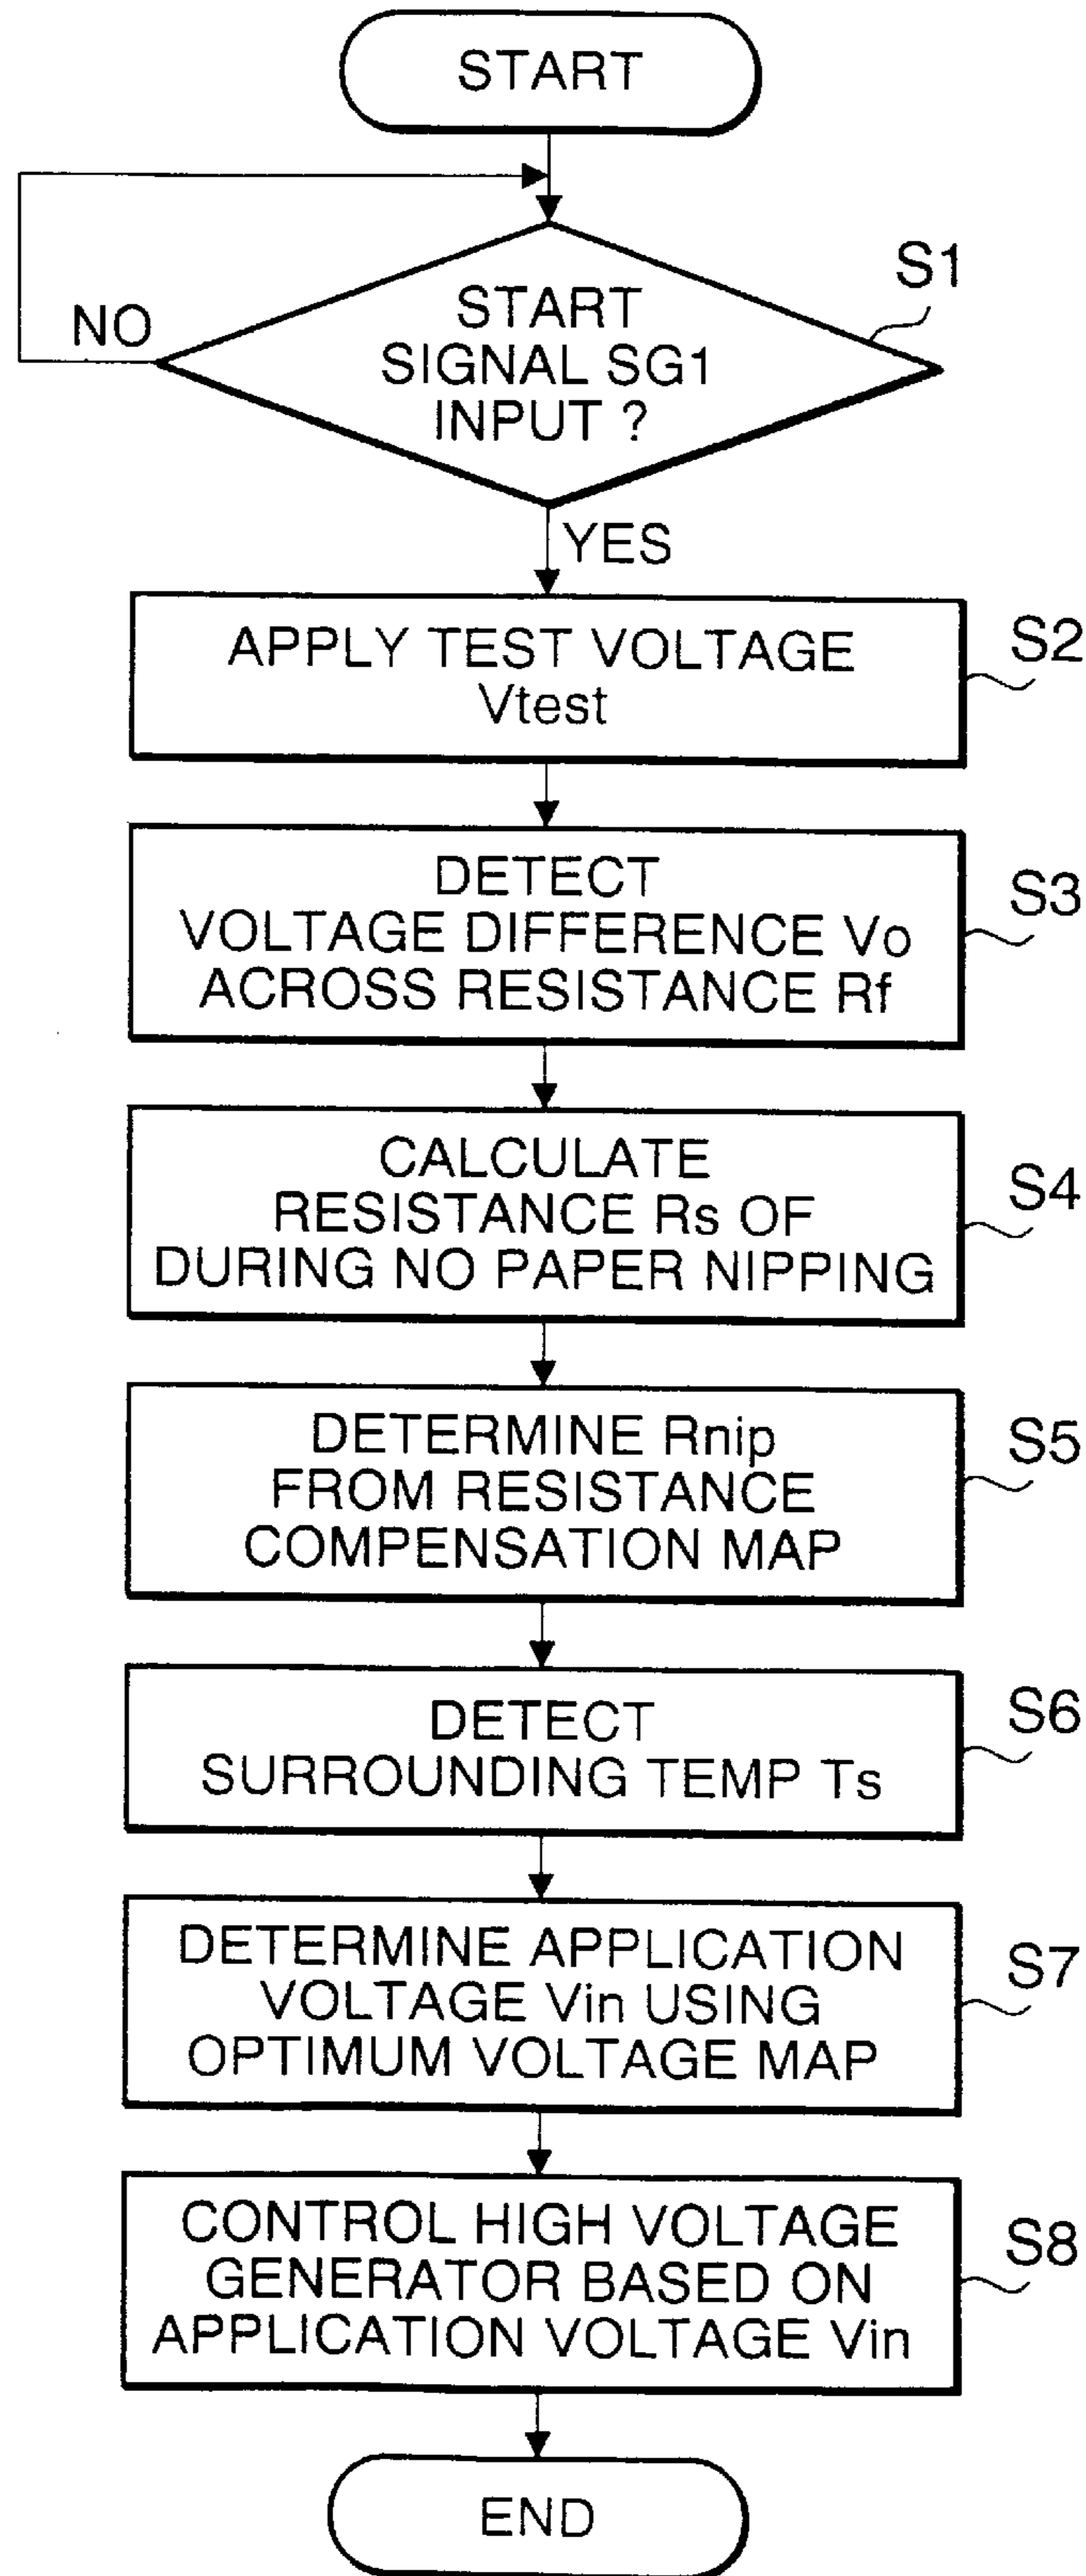 START
S1
START
SIGNAL SG1
INPUT ?
NO
YES
APPLY TEST VOLTAGE
Vtest
S2
DETECT
VOLTAGE DIFFERENCE Vo
ACROSS RESISTANCE Rf
S3
CALCULATE
RESISTANCE Rs OF
DURING NO PAPER NIPPING
S4
DETERMINE Rnip
FROM RESISTANCE
COMPENSATION MAP
S5
DETECT
SURROUNDING TEMP Ts
S6
DETERMINE APPLICATION
VOLTAGE Vin USING
OPTIMUM VOLTAGE MAP
S7
CONTROL HIGH VOLTAGE
GENERATOR BASED ON
APPLICATION VOLTAGE Vin
S8
END